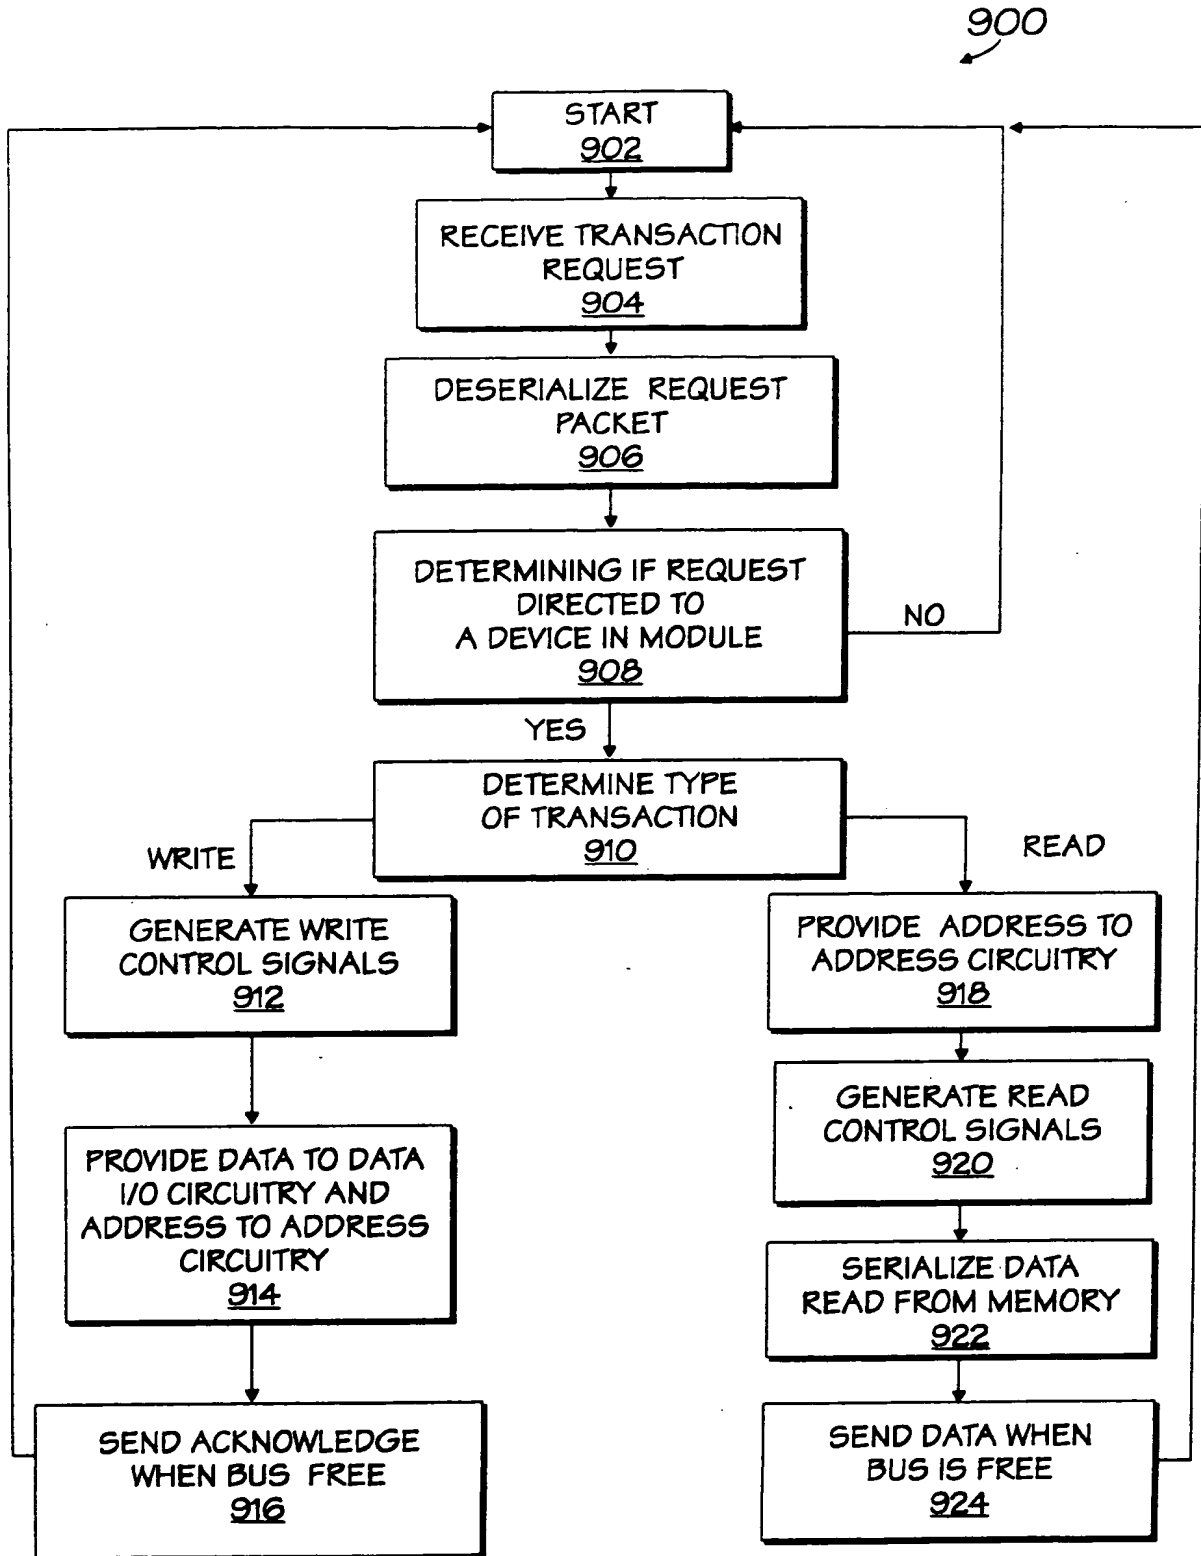 900
START
902
RECEIVE TRANSACTION
REQUEST
904
DESERIALIZE REQUEST
PACKET
906
DETERMINING IF REQUEST
DIRECTED TO
A DEVICE IN MODULE
908
NO
YES
DETERMINE TYPE
OF TRANSACTION
910
WRITE
READ
GENERATE WRITE
CONTROL SIGNALS
912
PROVIDE DATA TO DATA
I/O CIRCUITRY AND
ADDRESS TO ADDRESS
CIRCUITRY
914
SEND ACKNOWLEDGE
WHEN BUS FREE
916
PROVIDE ADDRESS TO
ADDRESS CIRCUITRY
918
GENERATE READ
CONTROL SIGNALS
920
SERIALIZE DATA
READ FROM MEMORY
922
SEND DATA WHEN
BUS IS FREE
924